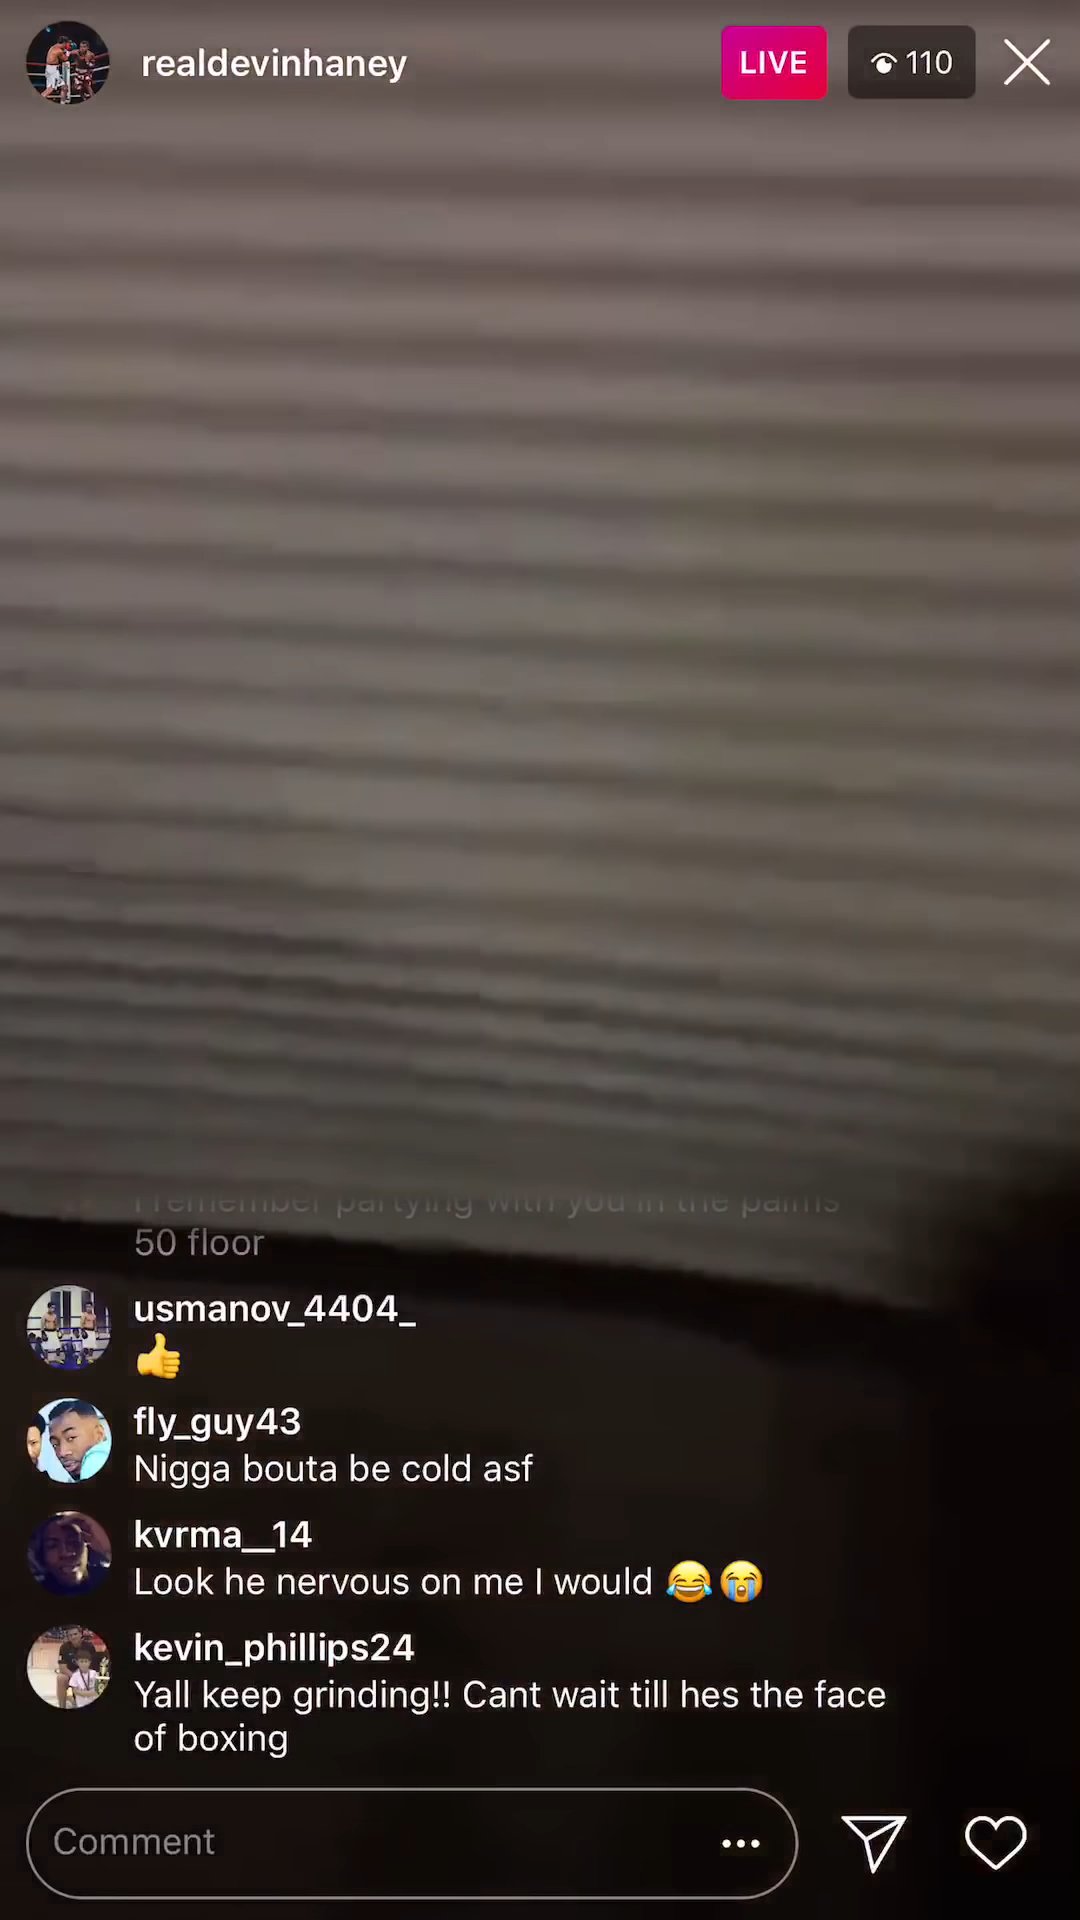 realdevinhaney
LIVE
110
I remember partying with you in the palms
50 floor
usmanov_4404_
👍
fly_guy43
Nigga bouta be cold asf
kvrma__14
Look he nervous on me I would 😂😭
kevin_phillips24
Yall keep grinding!! Cant wait till hes the face
of boxing
Comment